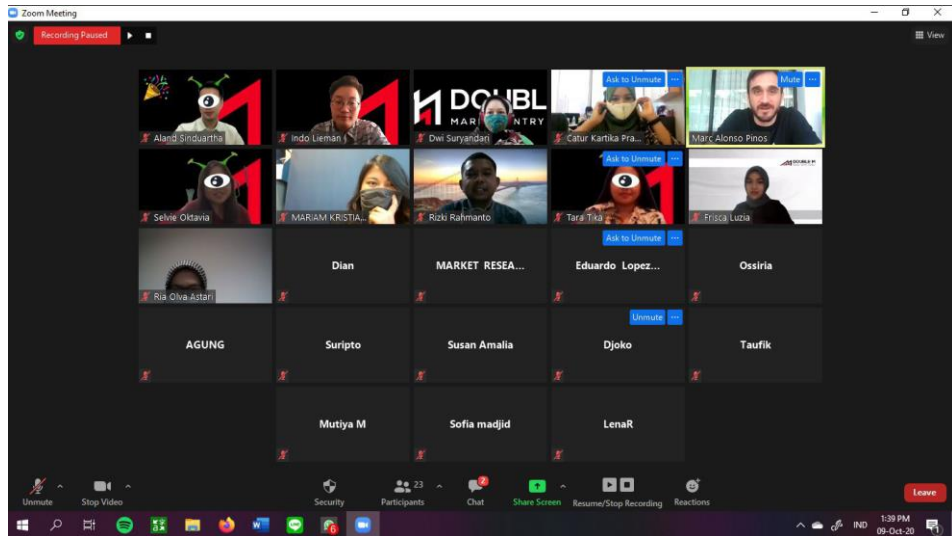 Zoom Meeting
Recording Paused
View
DOUBL
MAR NTRY
Aland Sinduartha
Indo Lieman
Dwi Suryandari
Ask to Unmute
Catur Kartika Pra...
Mute
Marc Alonso Pinos
Selvie Oktavia
MARIAM KRISTIA...
Rizki Rahmanto
Ask to Unmute
Tara Tika
DOUBLE M
Frisca Luzia
Ria Olva Astari
Dian
MARKET RESEA...
Ask to Unmute
Eduardo Lopez...
Ossiria
AGUNG
Suripto
Susan Amalia
Unmute
Djoko
Taufik
Mutiya M
Sofia madjid
LenaR
Unmute
Stop Video
Security
Participants
23
Chat
2
Share Screen
Resume/Stop Recording
Reactions
Leave
IND
1:39 PM
09-Oct-20